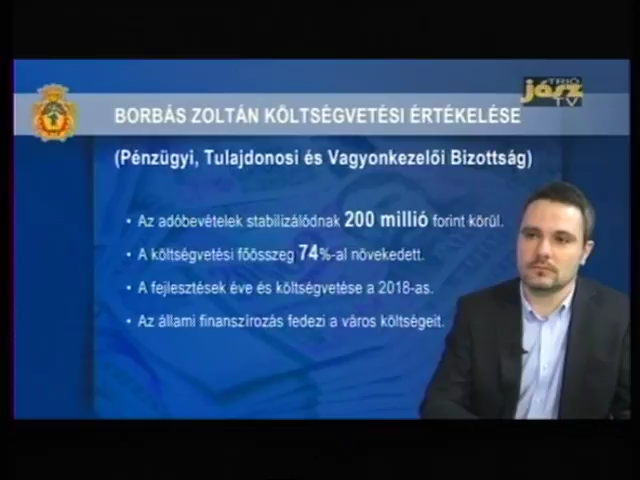 TRIÓ
jász
TV
BORBÁS ZOLTÁN KÖLTSÉGVETÉSI ÉRTÉKELÉSE
(Pénzügyi, Tulajdonosi és Vagyonkezelői Bizottság)
• Az adóbevételek stabilizálódnak 200 millió forint körül.
• A költségvetési főösszeg 74%-al növekedett.
• A fejlesztések éve és költségvetése a 2018-as.
• Az állami finanszírozás fedezi a város költségeit.